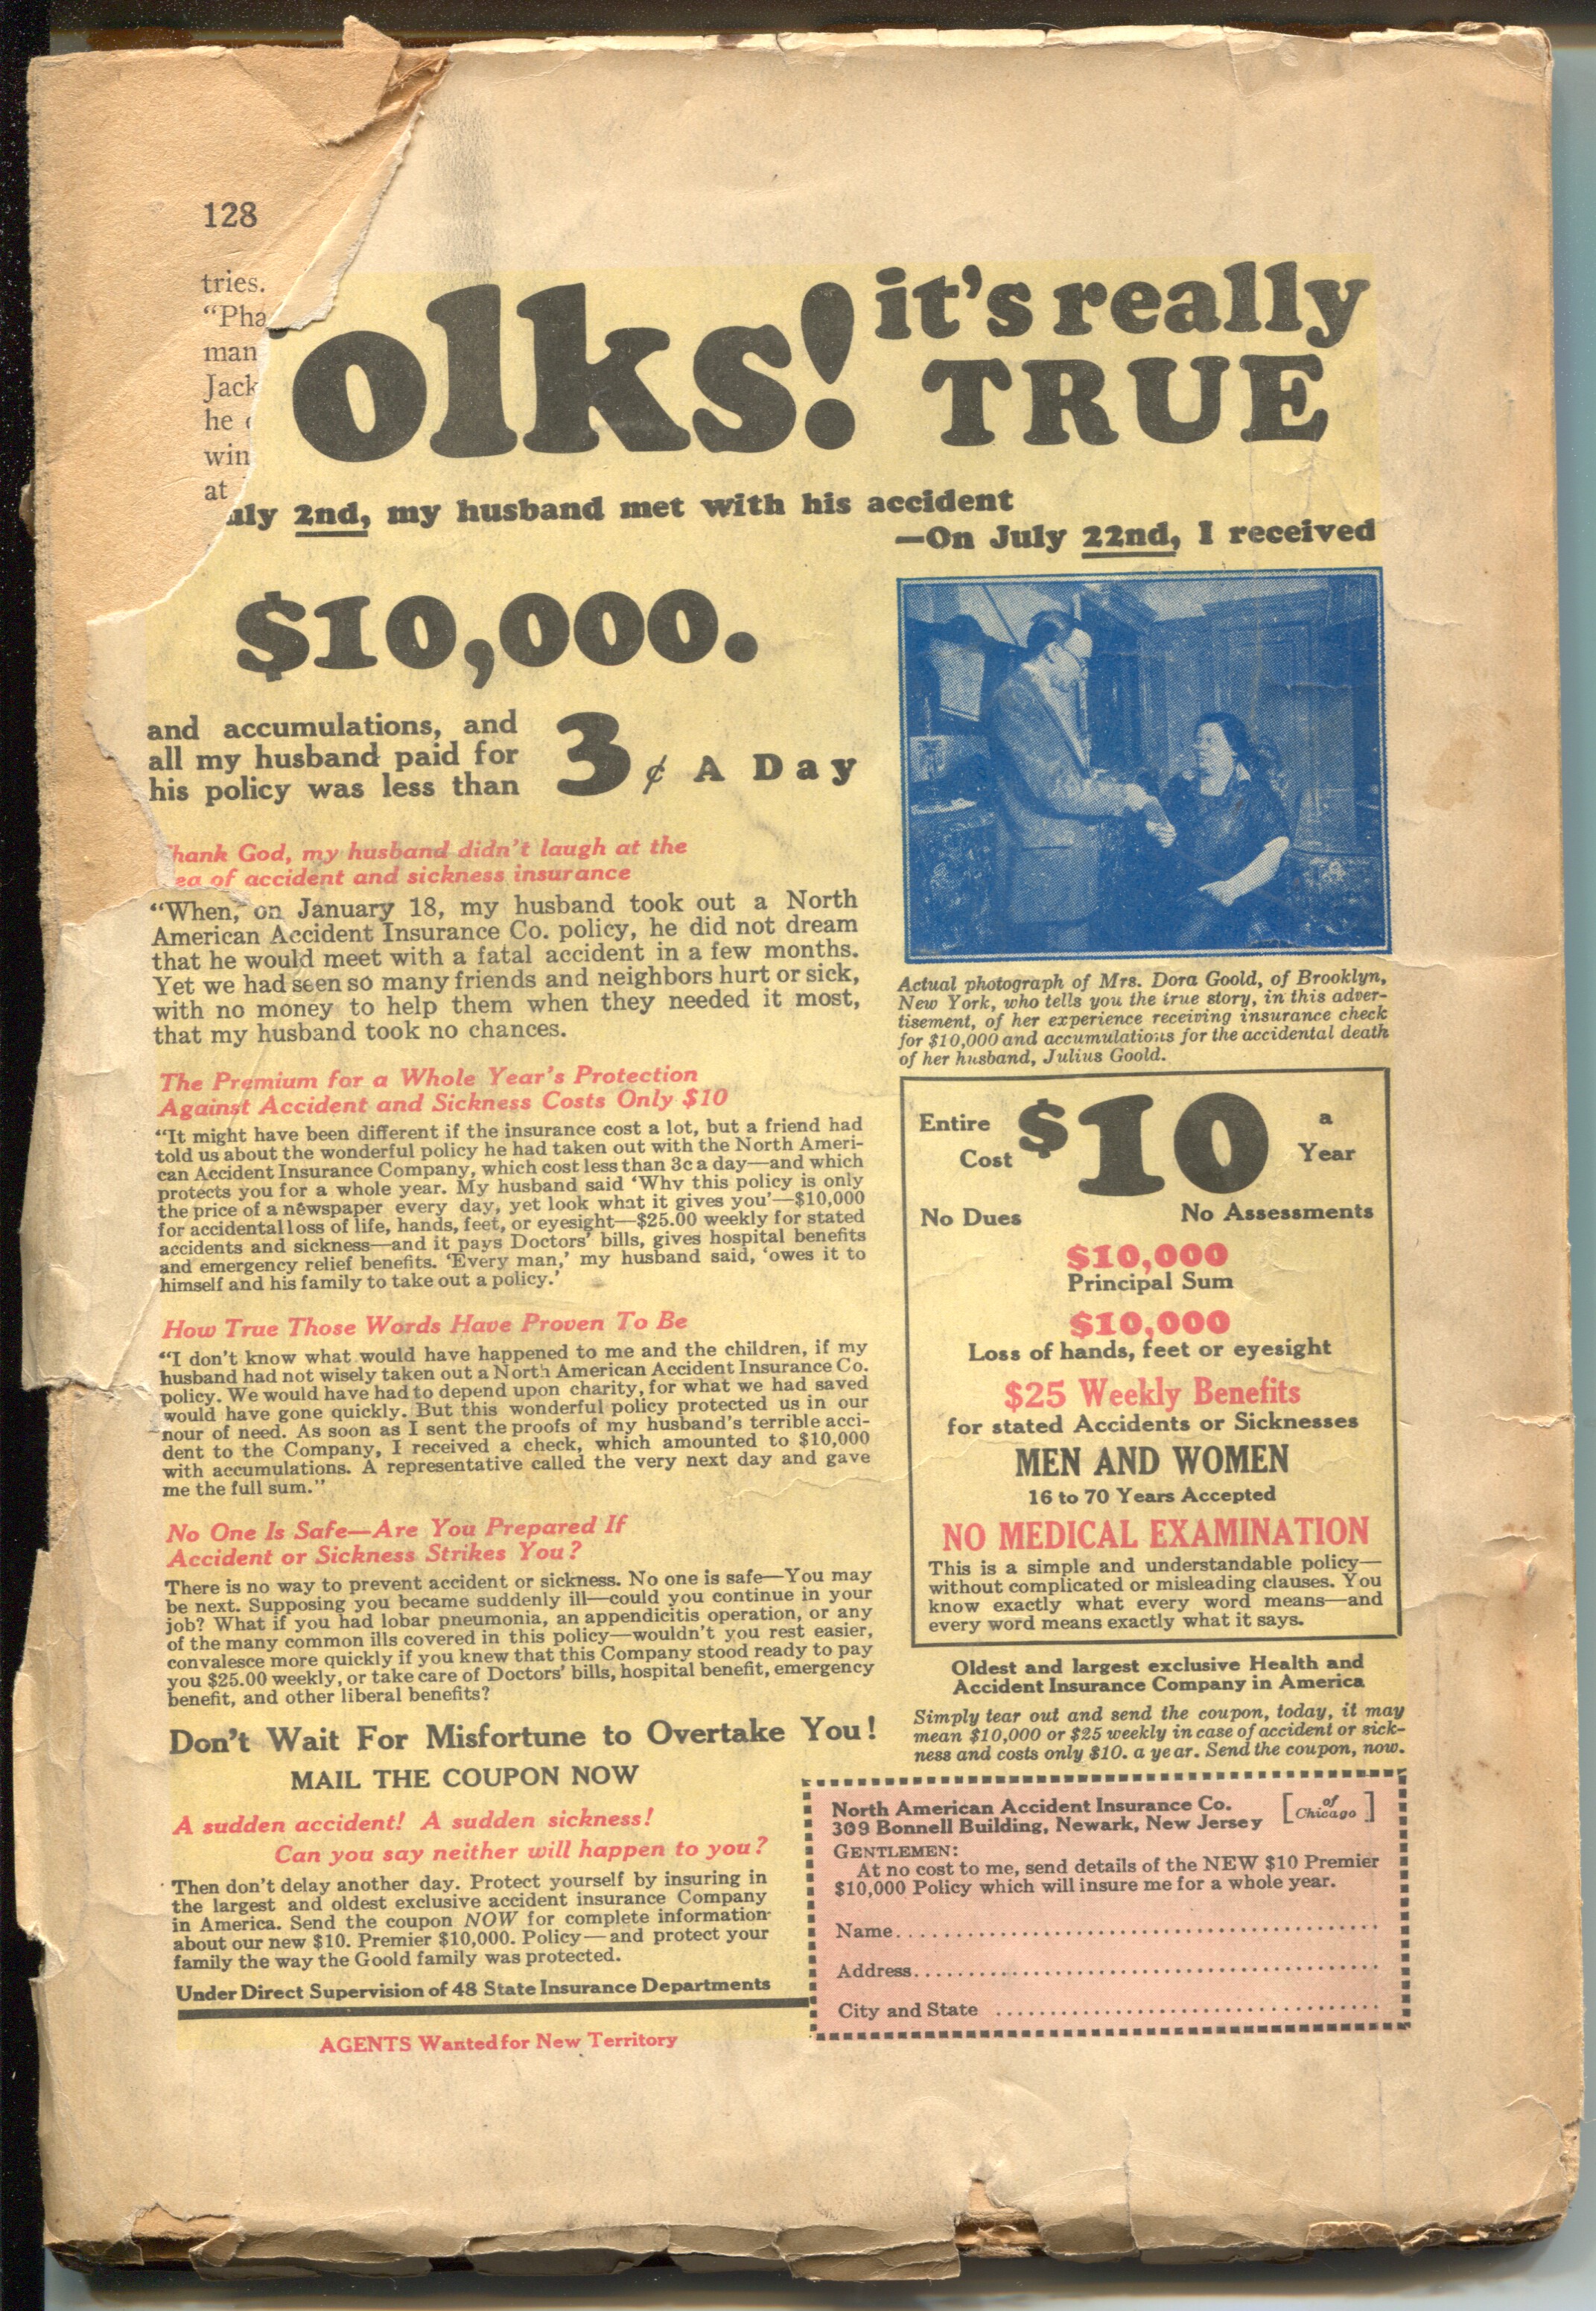 128
tries.
“Pha
man
Jack
he
win
at
olks! it’s really
TRUE
uly 2nd, my husband met with his accident
—On July 22nd, I received
$10,000.
and accumulations, and
all my husband paid for
his policy was less than
3¢ A Day
hank God, my husband didn’t laugh at the
ea of accident and sickness insurance
“When, on January 18, my husband took out a North
American Accident Insurance Co. policy, he did not dream
that he would meet with a fatal accident in a few months.
Yet we had seen so many friends and neighbors hurt or sick,
with no money to help them when they needed it most,
that my husband took no chances.
The Premium for a Whole Year’s Protection
Against Accident and Sickness Costs Only $10
“It might have been different if the insurance cost a lot, but a friend had
told us about the wonderful policy he had taken out with the North Ameri-
can Accident Insurance Company, which cost less than 3c a day—and which
protects you for a whole year. My husband said ‘Why this policy is only
the price of a newspaper every day, yet look what it gives you’—$10,000
for accidental loss of life, hands, feet, or eyesight—$25.00 weekly for stated
accidents and sickness—and it pays Doctors’ bills, gives hospital benefits
and emergency relief benefits. ‘Every man,’ my husband said, ‘owes it to
himself and his family to take out a policy.’
How True Those Words Have Proven To Be
“I don’t know what would have happened to me and the children, if my
husband had not wisely taken out a North American Accident Insurance Co.
policy. We would have had to depend upon charity, for what we had saved
would have gone quickly. But this wonderful policy protected us in our
hour of need. As soon as I sent the proofs of my husband’s terrible acci-
dent to the Company, I received a check, which amounted to $10,000
with accumulations. A representative called the very next day and gave
me the full sum.”
No One Is Safe—Are You Prepared If
Accident or Sickness Strikes You?
There is no way to prevent accident or sickness. No one is safe—You may
be next. Supposing you became suddenly ill—could you continue in your
job? What if you had lobar pneumonia, an appendicitis operation, or any
of the many common ills covered in this policy—wouldn’t you rest easier,
convalesce more quickly if you knew that this Company stood ready to pay
you $25.00 weekly, or take care of Doctors’ bills, hospital benefit, emergency
benefit, and other liberal benefits?
Don’t Wait For Misfortune to Overtake You!
MAIL THE COUPON NOW
A sudden accident! A sudden sickness!
Can you say neither will happen to you?
Then don’t delay another day. Protect yourself by insuring in
the largest and oldest exclusive accident insurance Company
in America. Send the coupon NOW for complete information
about our new $10. Premier $10,000. Policy—and protect your
family the way the Goold family was protected.
Under Direct Supervision of 48 State Insurance Departments
AGENTS Wanted for New Territory
Actual photograph of Mrs. Dora Goold, of Brooklyn,
New York, who tells you the true story, in this adver-
tisement, of her experience receiving insurance check
for $10,000 and accumulations for the accidental death
of her husband, Julius Goold.
Entire Cost $10 a Year
No Dues No Assessments
$10,000
Principal Sum
$10,000
Loss of hands, feet or eyesight
$25 Weekly Benefits
for stated Accidents or Sicknesses
MEN AND WOMEN
16 to 70 Years Accepted
NO MEDICAL EXAMINATION
This is a simple and understandable policy—
without complicated or misleading clauses. You
know exactly what every word means—and
every word means exactly what it says.
Oldest and largest exclusive Health and
Accident Insurance Company in America
Simply tear out and send the coupon, today, it may
mean $10,000 or $25 weekly in case of accident or sick-
ness and costs only $10. a year. Send the coupon, now.
North American Accident Insurance Co. [of Chicago]
309 Bonnell Building, Newark, New Jersey
GENTLEMEN:
At no cost to me, send details of the NEW $10 Premier
$10,000 Policy which will insure me for a whole year.
Name
Address
City and State